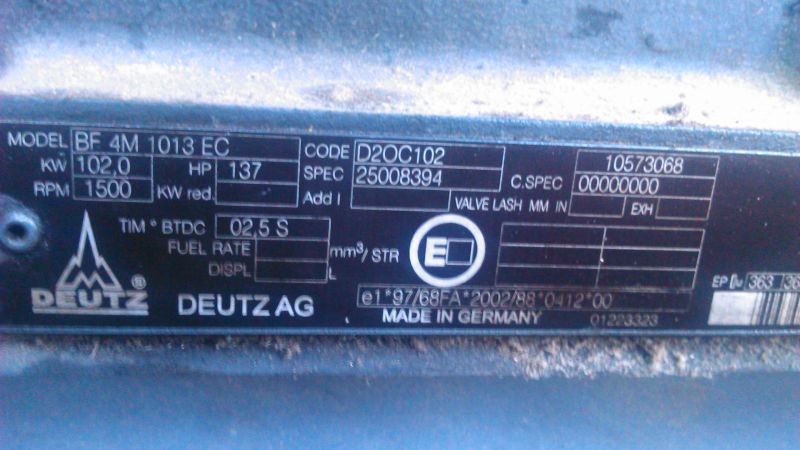 MODEL BF 4M 1013 EC CODE D2OC102 10573068
KW 102,0 HP 137 SPEC 25008394 C.SPEC 00000000
RPM 1500 KW red. Add I VALVE LASH MM IN EXH
TIM ° BTDC 02,5 S
FUEL RATE mm³/STR
DISPL L
E
DEUTZ DEUTZ AG
e1*97/68FA*2002/88*0412*00
MADE IN GERMANY 01223323
EP 363